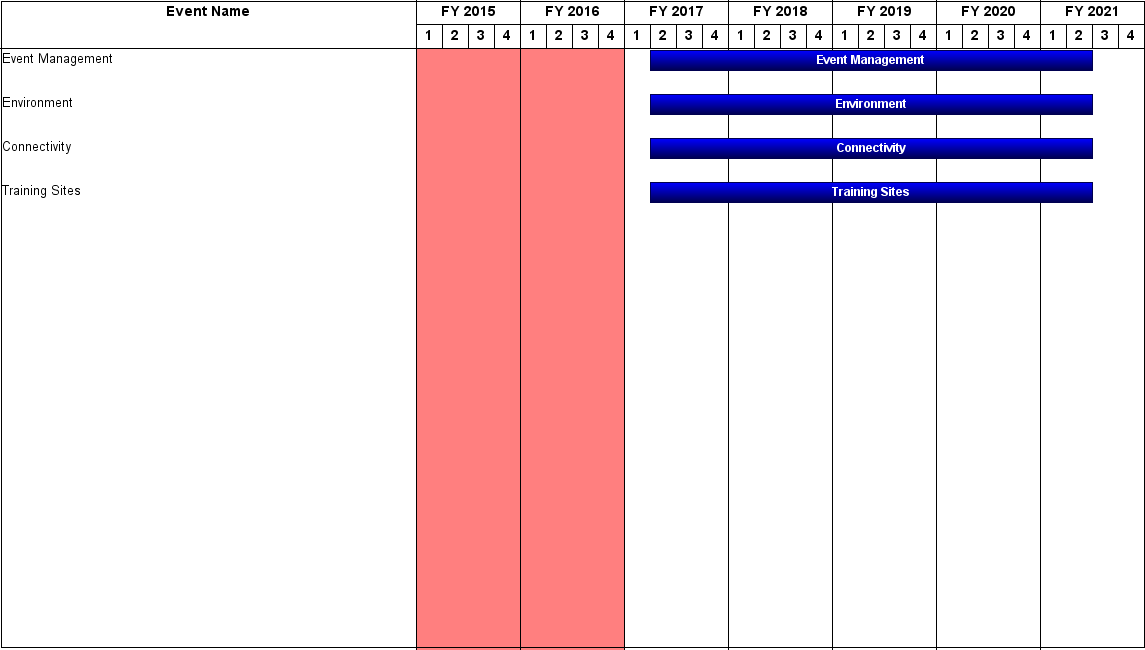 Event Name FY 2015 FY 2016 FY 2017 FY 2018 FY 2019 FY 2020 FY 2021
1 2 3 4 1 2 3 4 1 2 3 4 1 2 3 4 1 2 3 4 1 2 3 4 1 2 3 4
Event Management Event Management
Environment Environment
Connectivity Connectivity
Training Sites Training Sites